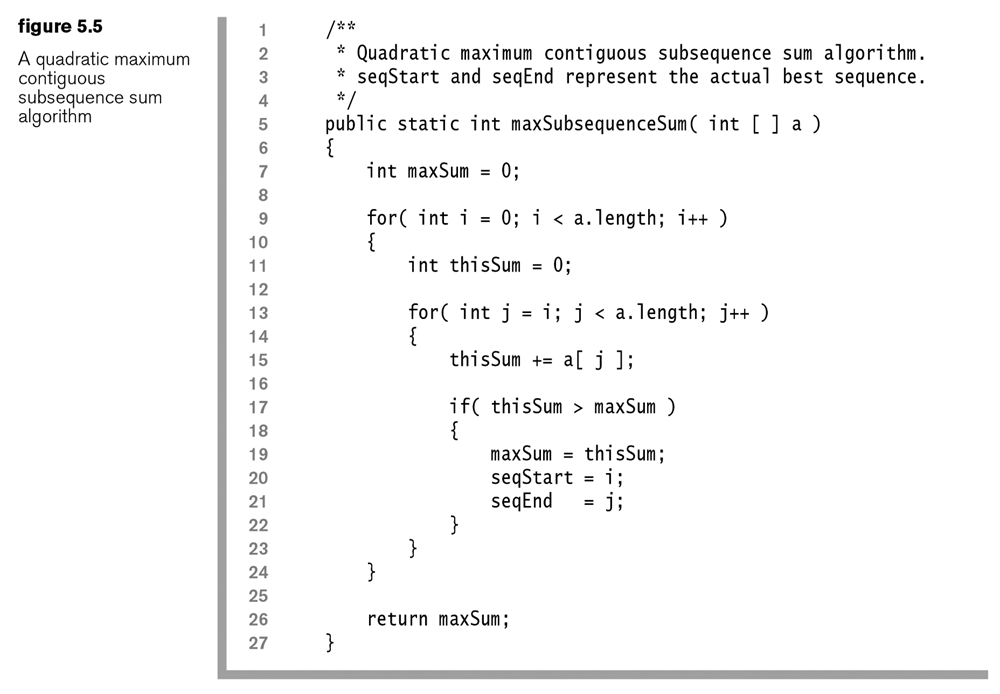 figure 5.5
A quadratic maximum
contiguous
subsequence sum
algorithm
1 /**
2 * Quadratic maximum contiguous subsequence sum algorithm.
3 * seqStart and seqEnd represent the actual best sequence.
4 */
5 public static int maxSubsequenceSum( int [ ] a )
6 {
7 int maxSum = 0;
8
9 for( int i = 0; i < a.length; i++ )
10 {
11 int thisSum = 0;
12
13 for( int j = i; j < a.length; j++ )
14 {
15 thisSum += a[ j ];
16
17 if( thisSum > maxSum )
18 {
19 maxSum = thisSum;
20 seqStart = i;
21 seqEnd   = j;
22 }
23 }
24 }
25
26 return maxSum;
27 }